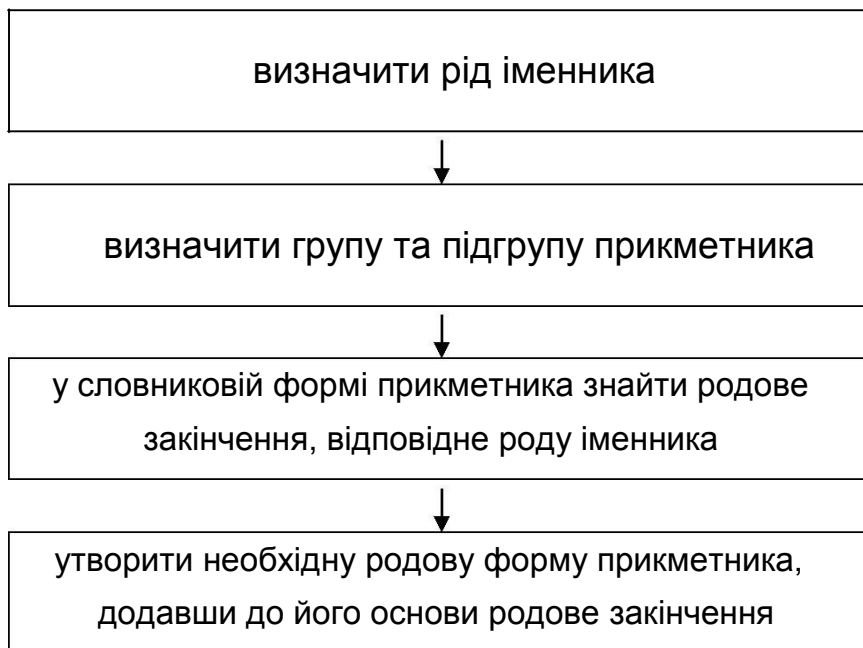 визначити рід іменника
визначити групу та підгрупу прикметника
у словниковій формі прикметника знайти родове
закінчення, відповідне роду іменника
утворити необхідну родову форму прикметника,
додавши до його основи родове закінчення